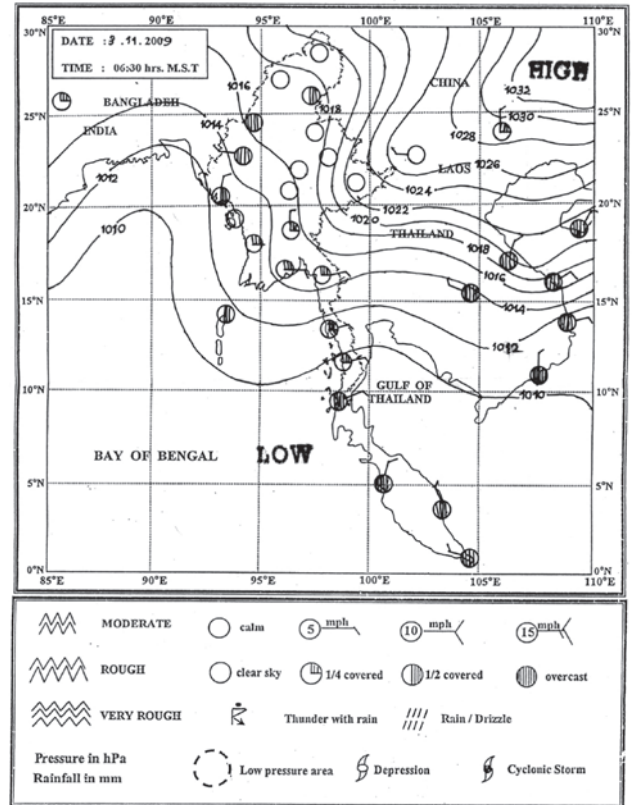 85°E 90°E 95°E 100°E 105°E 110°E
30°N 30°N
DATE : 3 .11.2009
TIME : 06:30 hrs. M.S.T
1016
CHINA
HIGH
1018
1032
BANGLADEH
1030
25°N 25°N
1014
INDIA
1028
LAOS 1026
1012
1024
1022
20°N 20°N
1010
1020
THAILAND
1018
1016
15°N 15°N
1014
1012
10°N 10°N
GULF OF
THAILAND
1010
BAY OF BENGAL LOW
5°N 5°N
0°N 0°N
85°E 90°E 95°E 100°E 105°E 110°E
MODERATE calm 5 mph 10 mph 15 mph
ROUGH clear sky 1/4 covered 1/2 covered overcast
VERY ROUGH Thunder with rain Rain / Drizzle
Pressure in hPa
Rainfall in mm
Low pressure area Depression Cyclonic Storm